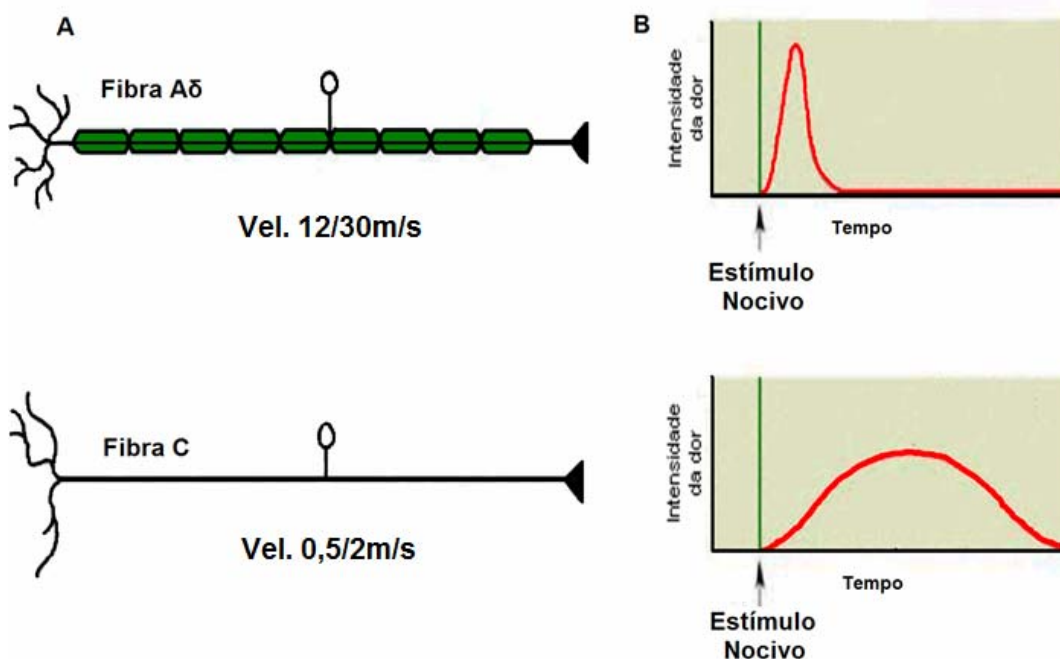 A
Fibra Aδ
Vel. 12/30m/s
B
Intensidade
da dor
Tempo
Estímulo
Nocivo
Fibra C
Vel. 0,5/2m/s
Intensidade
da dor
Tempo
Estímulo
Nocivo